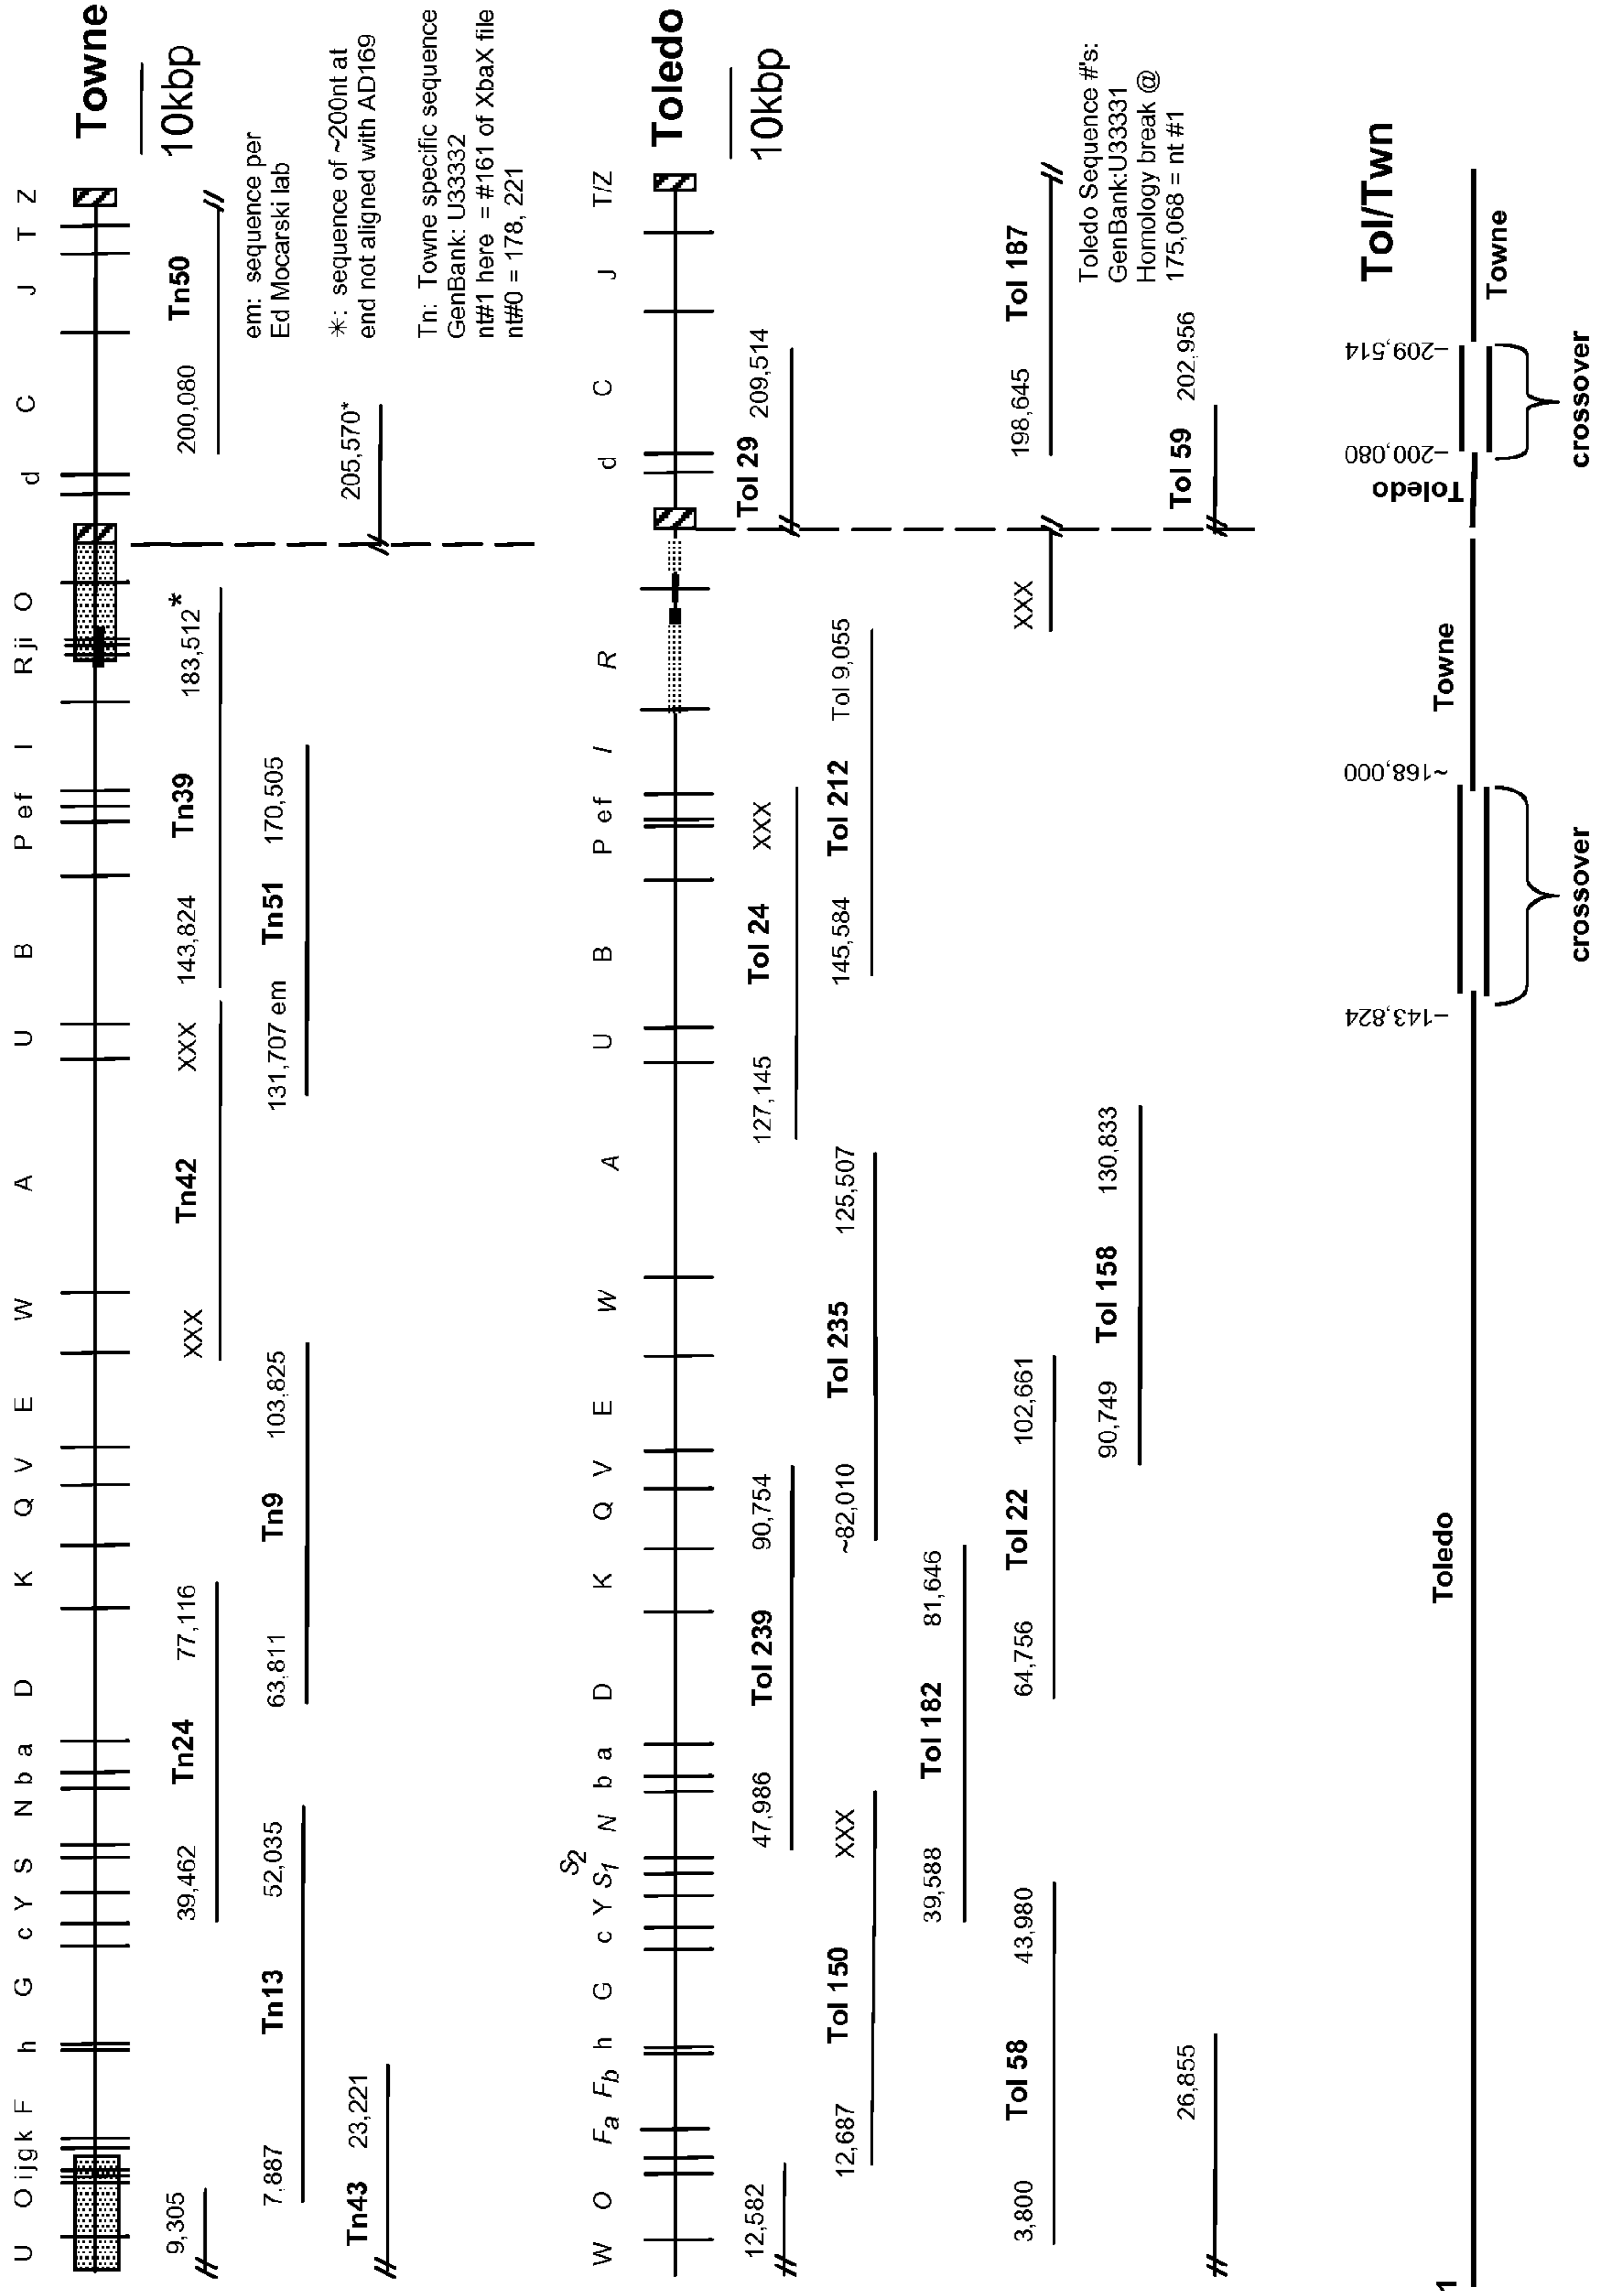 U O ijgk F h G c Y S N b a D K Q V E W A U B P ef I R ji O d C J T Z
Towne
10kbp
9,305
39,462 Tn24 77,116
XXX Tn42 XXX
143,824 Tn39 183,512*
200,080 Tn50
7,887 Tn13 52,035
63,811 Tn9 103,825
131,707 em Tn51 170,505
Tn43 23,221
205,570*
em: sequence per
Ed Mocarski lab
*: sequence of ~200nt at
end not aligned with AD169
Tn: Towne specific sequence
GenBank: U33332
nt#1 here = #161 of XbaX file
nt#0 = 178, 221
W O Fa Fb h G c Y S1 S2 N b a D K Q V E W A U B P ef I R d C J T/Z
Toledo
10kbp
12,582
47,986 Tol 239 90,754
127,145 Tol 24 XXX
Tol 29 209,514
12,687 Tol 150 XXX
~82,010 Tol 235 125,507
145,584 Tol 212 Tol 9,055
39,588 Tol 182 81,646
3,800 Tol 58 43,980
64,756 Tol 22 102,661
XXX 198,645 Tol 187
90,749 Tol 158 130,833
26,855
Tol 59 202,956
Toledo Sequence #'s:
GenBank:U33331
Homology break @
175,068 = nt #1
Tol/Twn
~143,824
~168,000
~200,080
~209,514
1
Toledo
Towne
Toledo
Towne
crossover
crossover